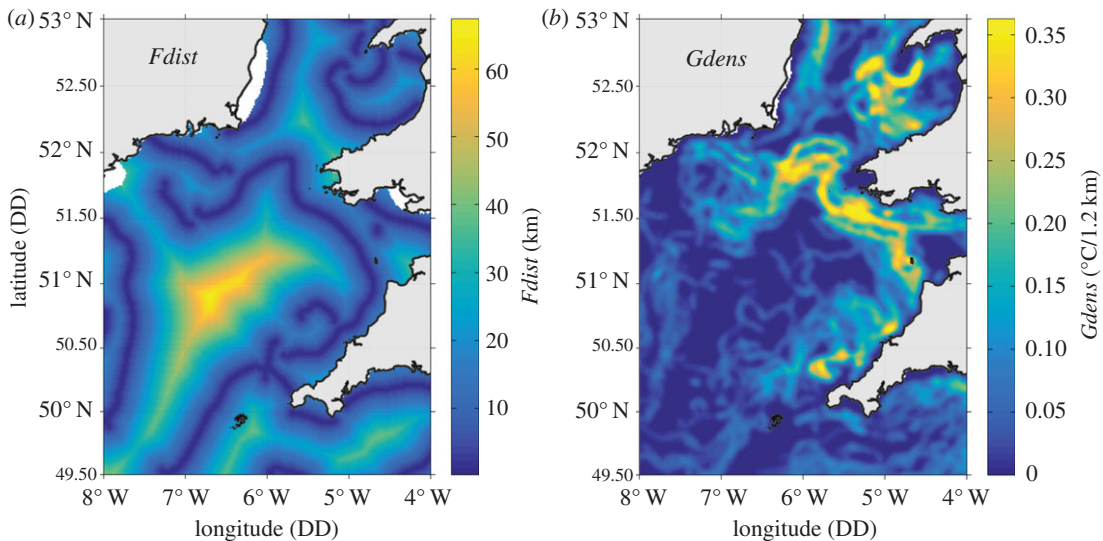 (a)
53° N
52.50
52° N
51.50
51° N
50.50
50° N
49.50
latitude (DD)
Fdist
8° W 7° W 6° W 5° W 4° W
longitude (DD)
60
50
40
30
20
10
Fdist (km)
(b)
53° N
52.50
52° N
51.50
51° N
50.50
50° N
49.50
Gdens
8° W 7° W 6° W 5° W 4° W
longitude (DD)
0.35
0.30
0.25
0.20
0.15
0.10
0.05
0
Gdens (°C/1.2 km)